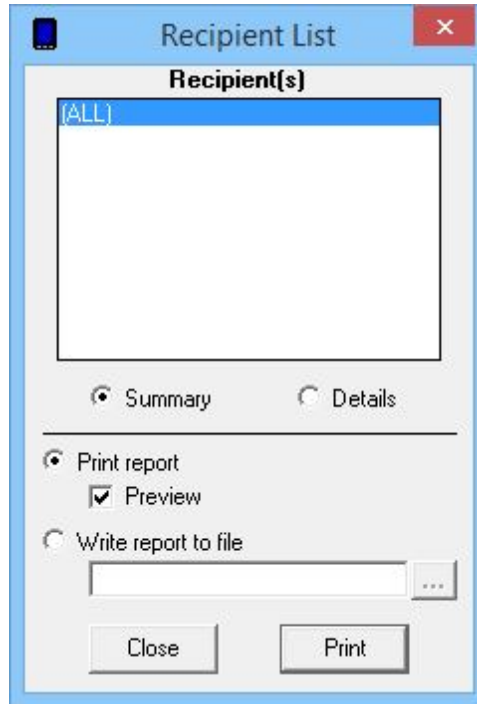 Recipient List
Recipient(s)
(ALL)
Summary Details
Print report
Preview
Write report to file
...
Close Print